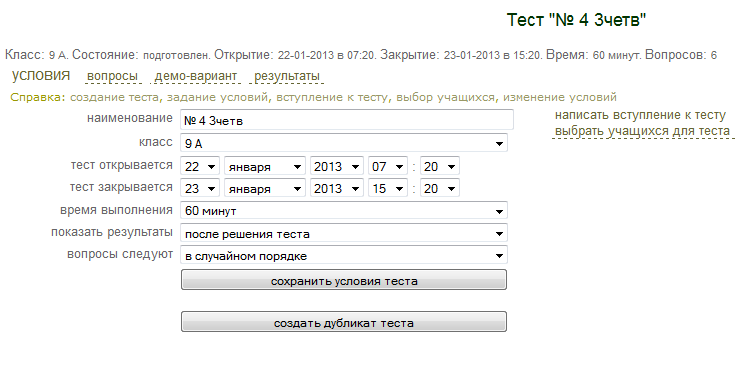 Тест "№ 4 3четв"
Класс: 9 А. Состояние: подготовлен. Открытие: 22-01-2013 в 07:20. Закрытие: 23-01-2013 в 15:20. Время: 60 минут. Вопросов: 6
условия вопросы демо-вариант результаты
Справка: создание теста, задание условий, вступление к тесту, выбор учащихся, изменение условий
наименование № 4 3четв написать вступление к тесту
выбрать учащихся для теста
класс 9 А
тест открывается 22 января 2013 07 : 20
тест закрывается 23 января 2013 15 : 20
время выполнения 60 минут
показать результаты после решения теста
вопросы следуют в случайном порядке
сохранить условия теста
создать дубликат теста